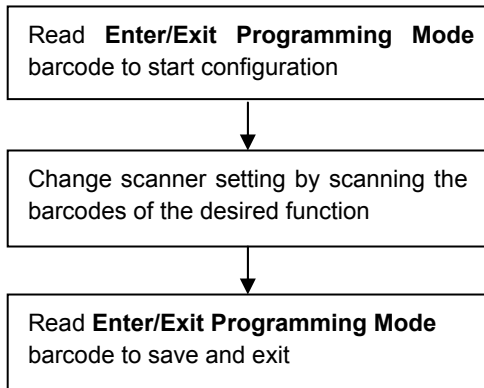 Read Enter/Exit Programming Mode
barcode to start configuration
Change scanner setting by scanning the
barcodes of the desired function
Read Enter/Exit Programming Mode
barcode to save and exit